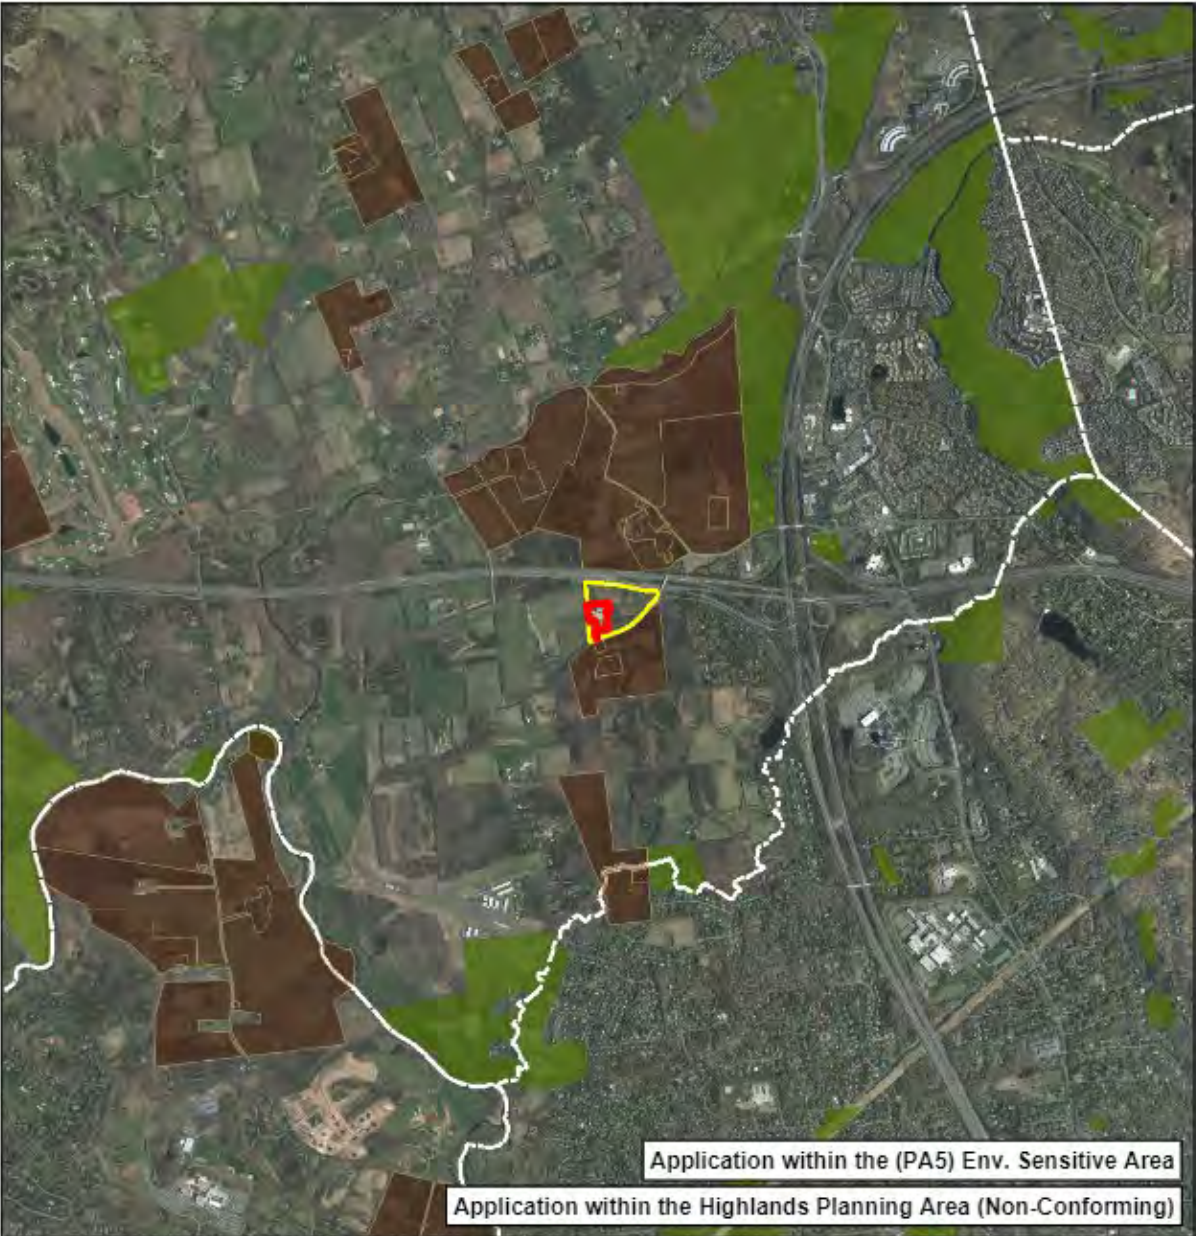 Application within the (PA5) Env. Sensitive Area
Application within the Highlands Planning Area (Non-Conforming)